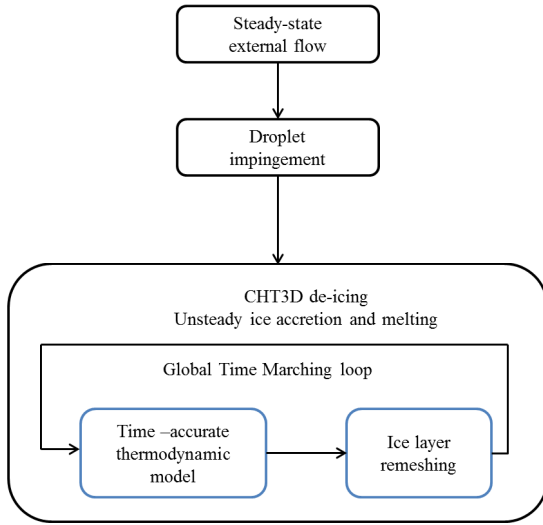 Steady-state
external flow
Droplet
impingement
CHT3D de-icing
Unsteady ice accretion and melting
Global Time Marching loop
Time –accurate
thermodynamic
model
Ice layer
remeshing